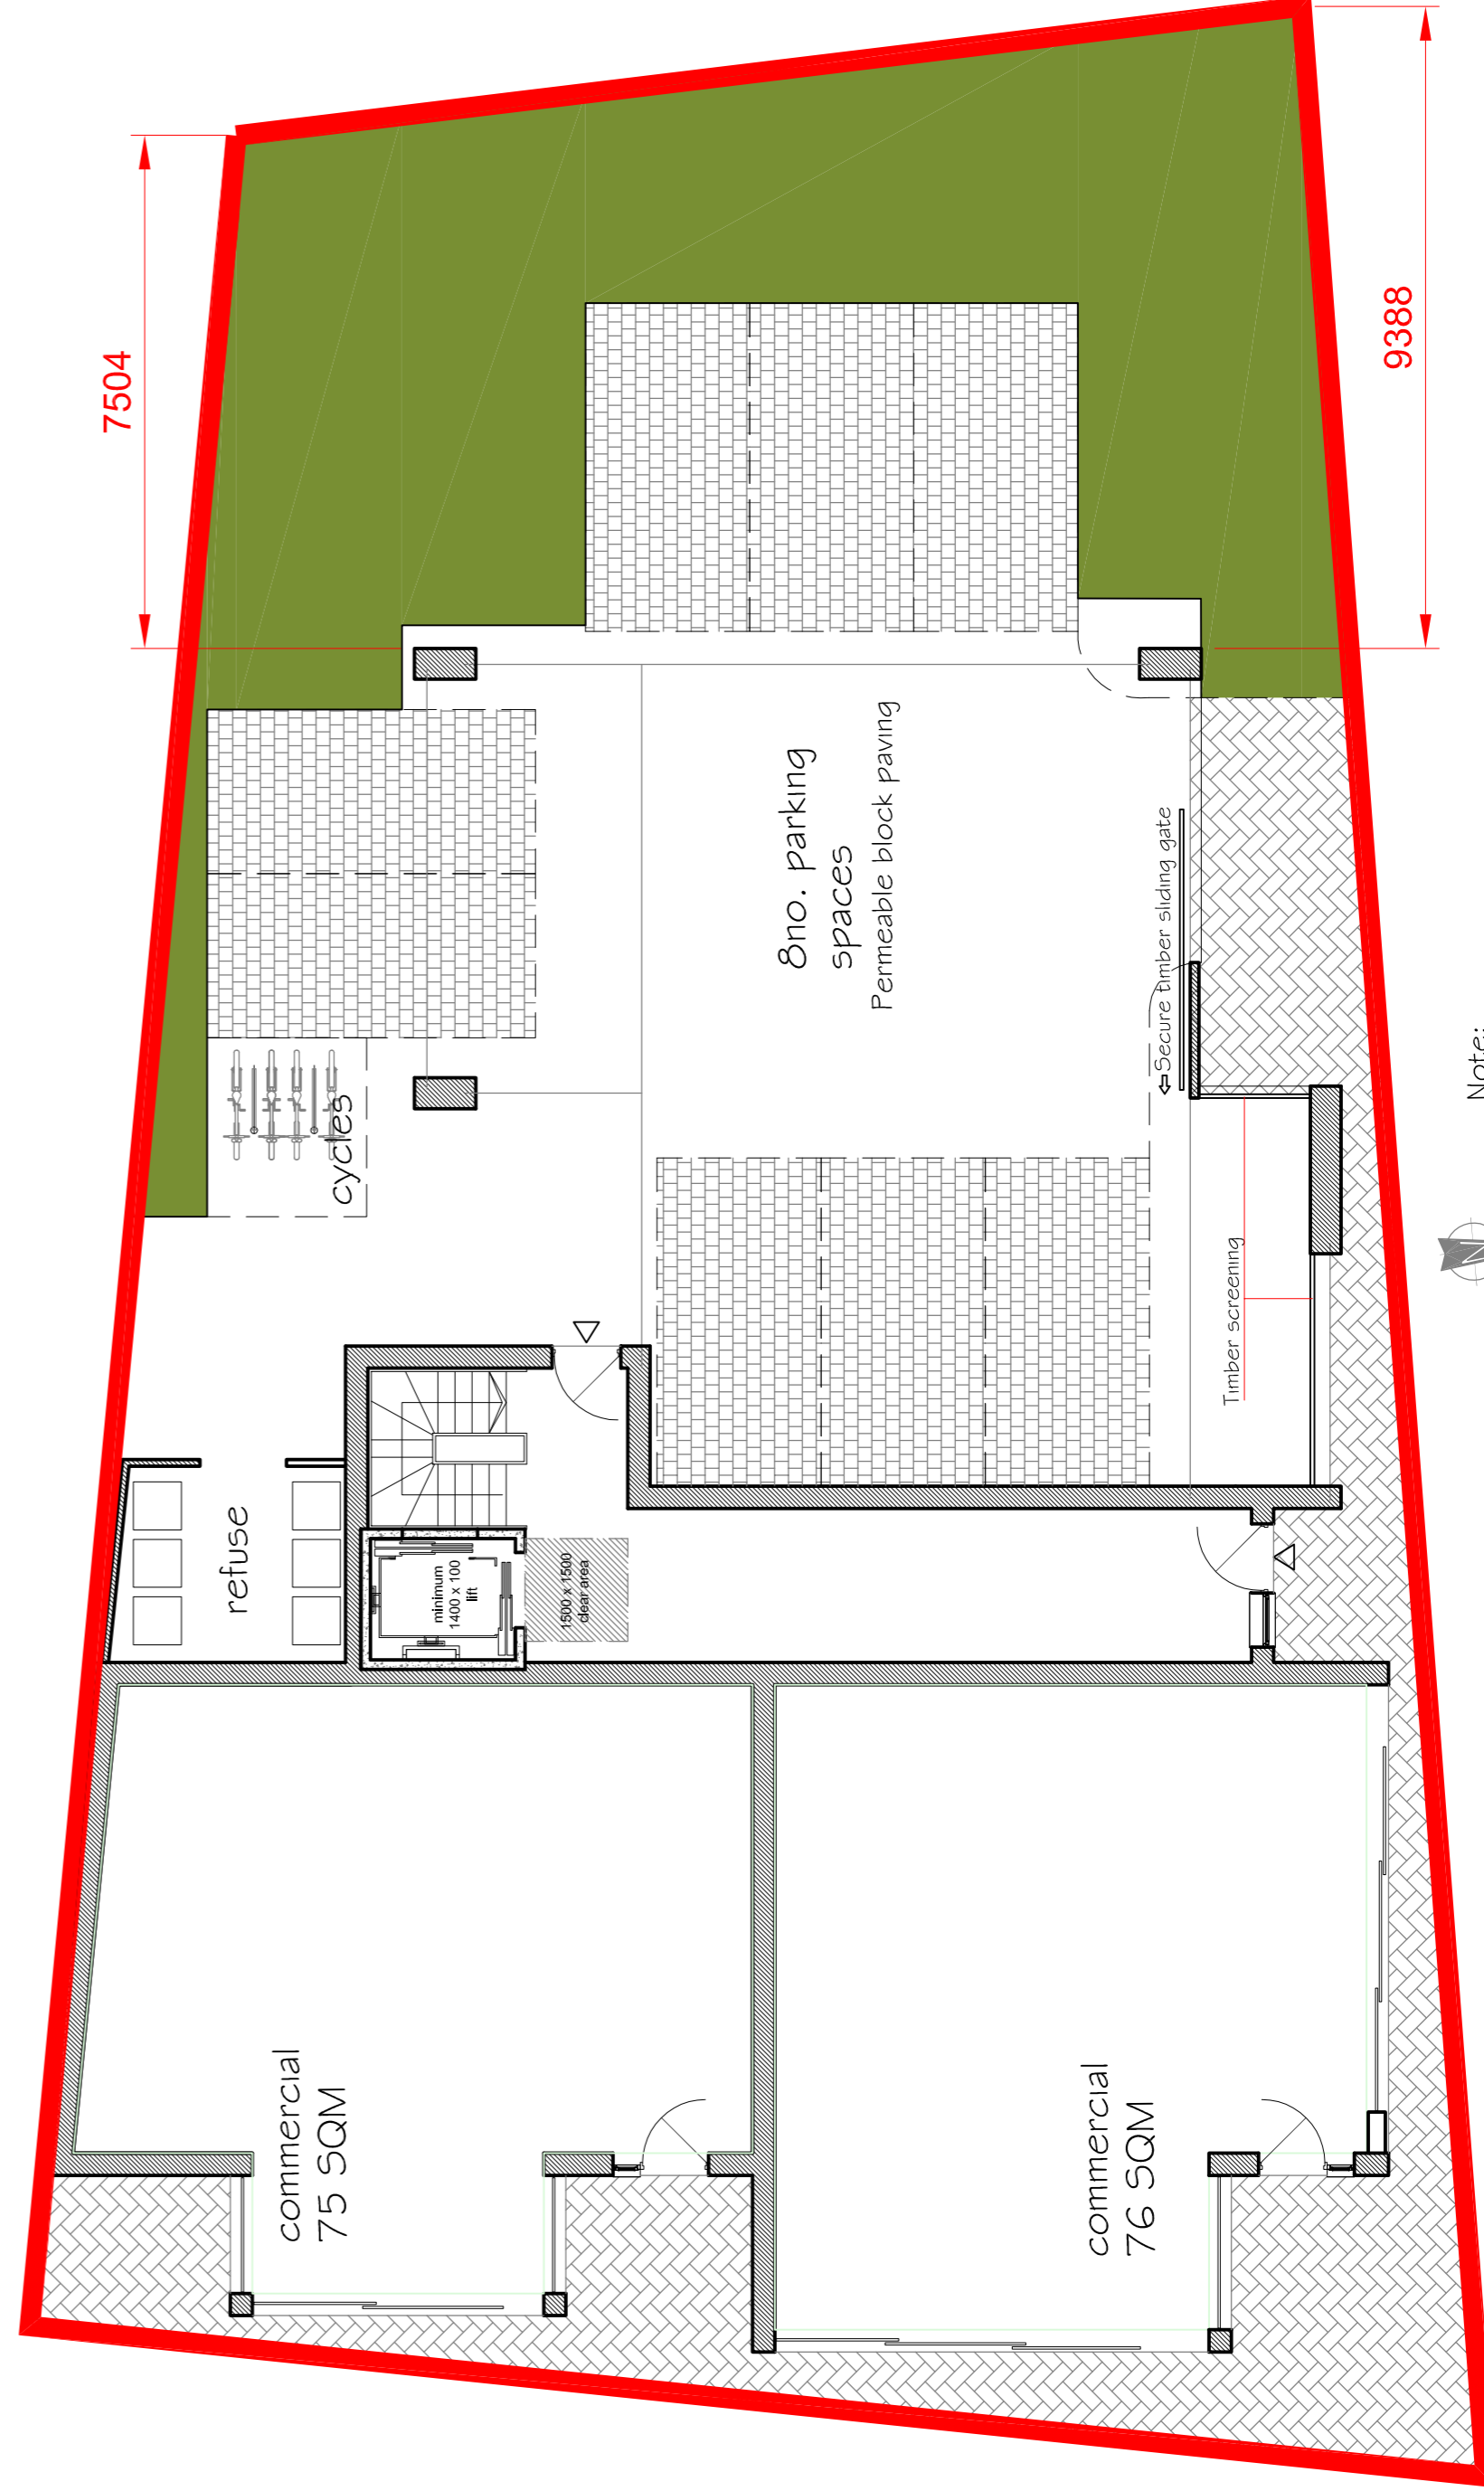 7504
9388
8no. parking
spaces
Permeable block paving
Secure timber sliding gate
cycles
Timber screening
refuse
minimum
1400 x 100
lift
1500 x 1500
clear area
commercial
75 SQM
commercial
76 SQM
Note:
N